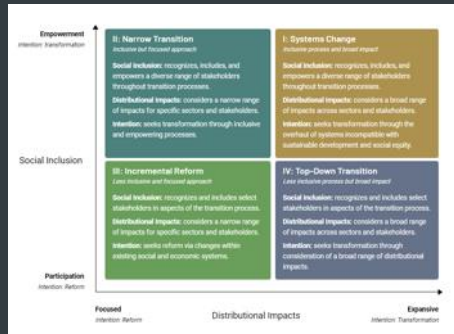 Empowerment
Intention: transformation
Social Inclusion
Participation
Intention: Reform
II: Narrow Transition
Inclusive but focused approach
Social Inclusion: recognizes, includes, and
empowers a diverse range of stakeholders
throughout transition processes.
Distributional Impacts: considers a narrow range
of impacts for specific sectors and stakeholders.
Intention: seeks transformation through inclusive
and empowering processes.
I: Systems Change
Inclusive process and broad impact
Social Inclusion: recognizes, includes, and
empowers a diverse range of stakeholders
throughout transition processes.
Distributional Impacts: considers a broad range
of impacts across sectors and stakeholders.
Intention: seeks transformation through the
overhaul of systems incompatible with
sustainable development and social equity.
III: Incremental Reform
Less inclusive and focused approach
Social Inclusion: recognizes and includes select
stakeholders in aspects of the transition process.
Distributional Impacts: considers a narrow range
of impacts for specific sectors and stakeholders.
Intention: seeks reform via changes within
existing social and economic systems.
IV: Top-Down Transition
Less inclusive process but broad impact
Social Inclusion: recognizes and includes select
stakeholders in aspects of the transition process.
Distributional Impacts: considers a broad range
of impacts across sectors and stakeholders.
Intention: seeks transformation through
consideration of a broad range of distributional
impacts.
Focused
Intention: Reform
Distributional Impacts
Expansive
Intention: Transformation